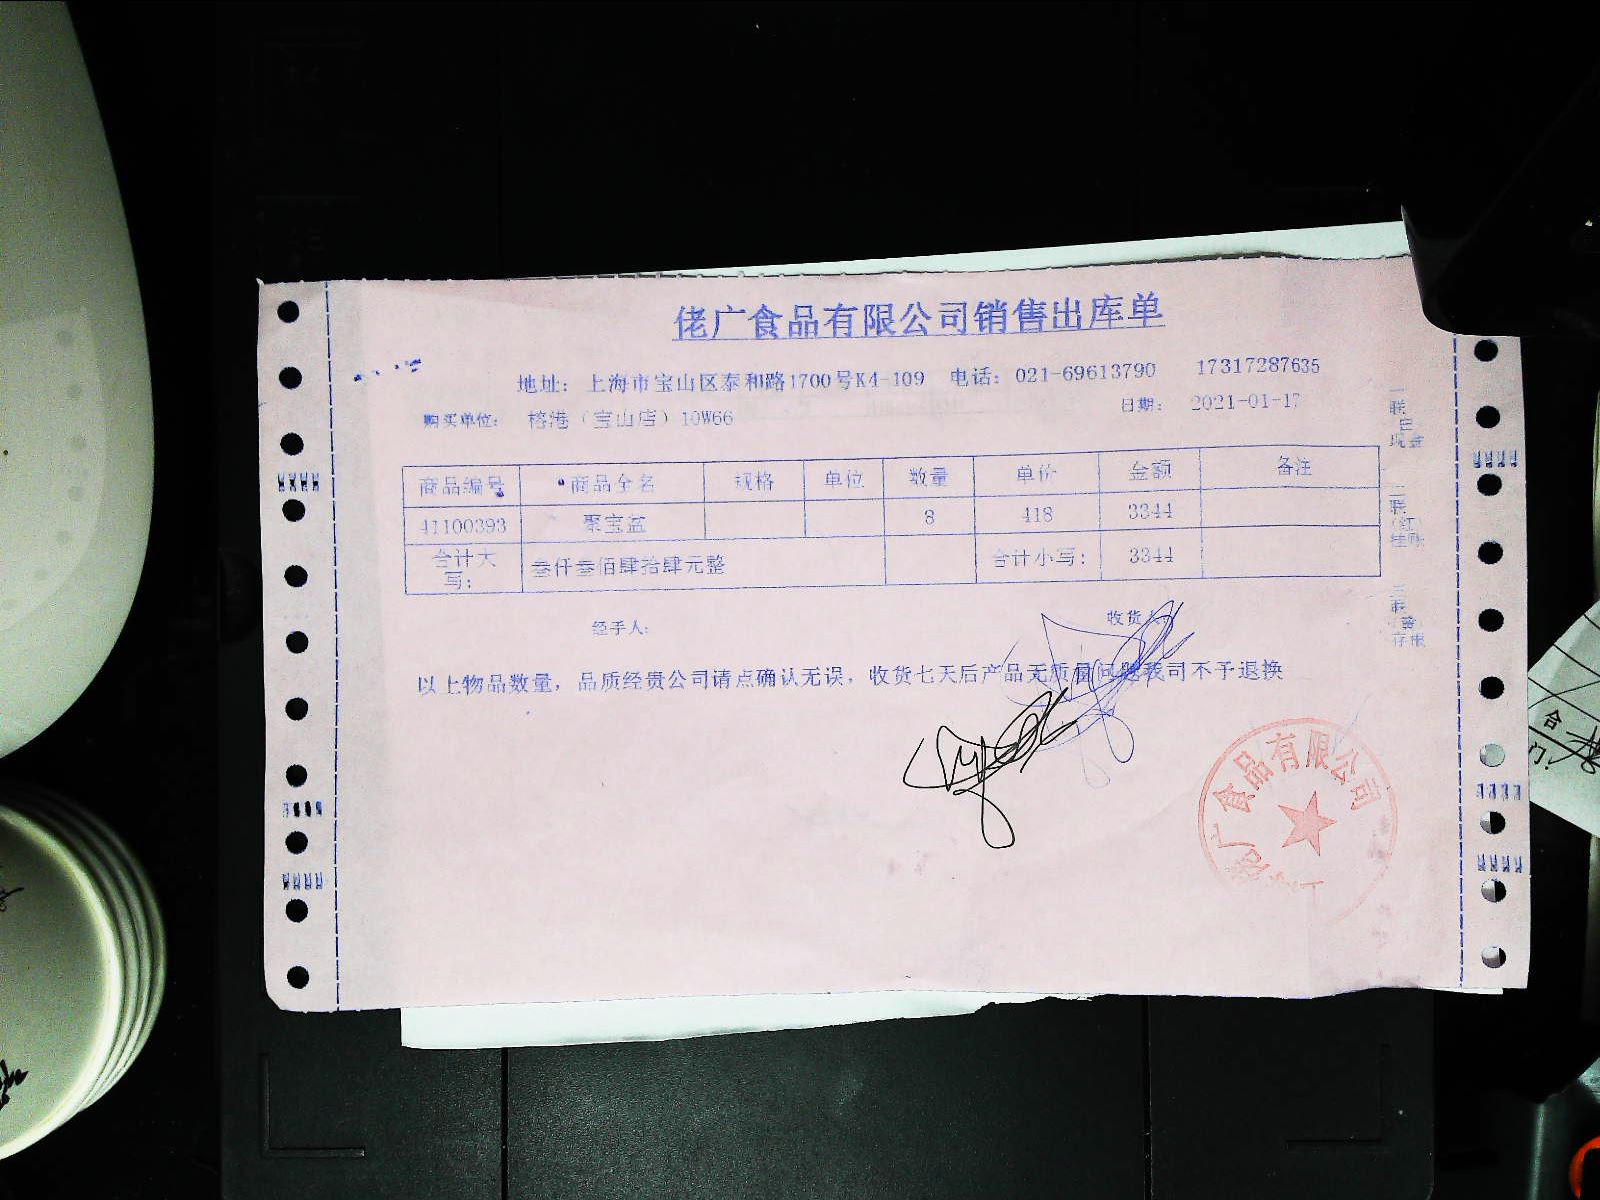 佬广食品有限公司销售出库单
地址：上海市宝山区泰和路1700号K4-109 电话：021-69613790 17317287635
购买单位： 榕港（宝山店）10W66 日期： 2021-01-17
商品编号 商品全名 规格 单位 数量 单价 金额 备注
41100393 聚宝盆 8 418 3344
合计大写： 叁仟叁佰肆拾肆元整 合计小写： 3344
经手人： 收货人
以上物品数量，品质经贵公司请点确认无误，收货七天后产品无质量问题我司不予退换
佬广食品有限公司
一联
二联
（红）
三联
存根
合
门：